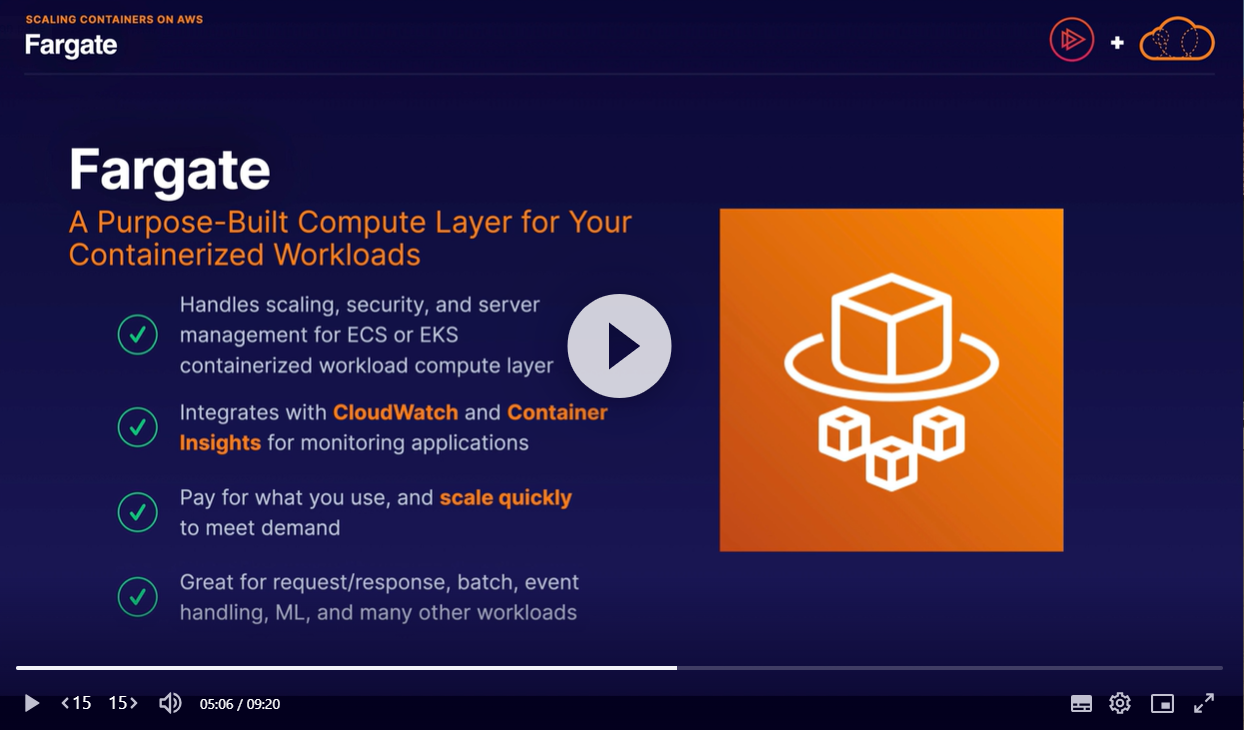 SCALING CONTAINERS ON AWS
Fargate
Fargate
A Purpose-Built Compute Layer for Your
Containerized Workloads
Handles scaling, security, and server
management for ECS or EKS
containerized workload compute layer
Integrates with CloudWatch and Container
Insights for monitoring applications
Pay for what you use, and scale quickly
to meet demand
Great for request/response, batch, event
handling, ML, and many other workloads
15 15 05:06 / 09:20